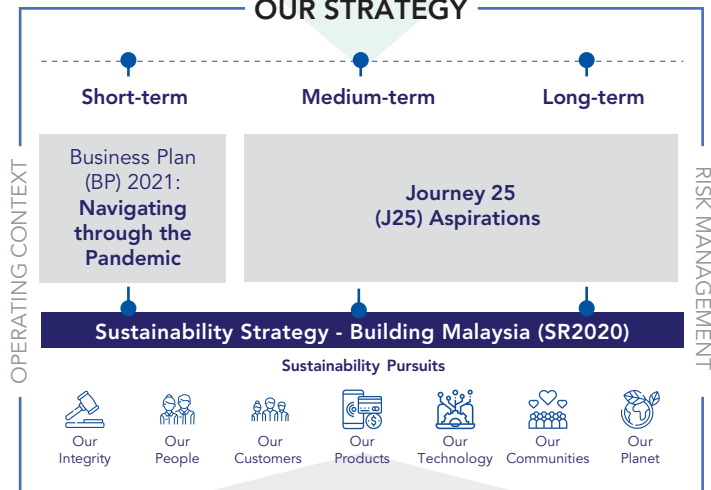 OUR STRATEGY
Short-term
Medium-term
Long-term
Business Plan
(BP) 2021:
Navigating
through the
Pandemic
Journey 25
(J25) Aspirations
OPERATING CONTEXT
RISK MANAGEMENT
Sustainability Strategy - Building Malaysia (SR2020)
Sustainability Pursuits
Our
Integrity
Our
People
Our
Customers
Our
Products
Our
Technology
Our
Communities
Our
Planet